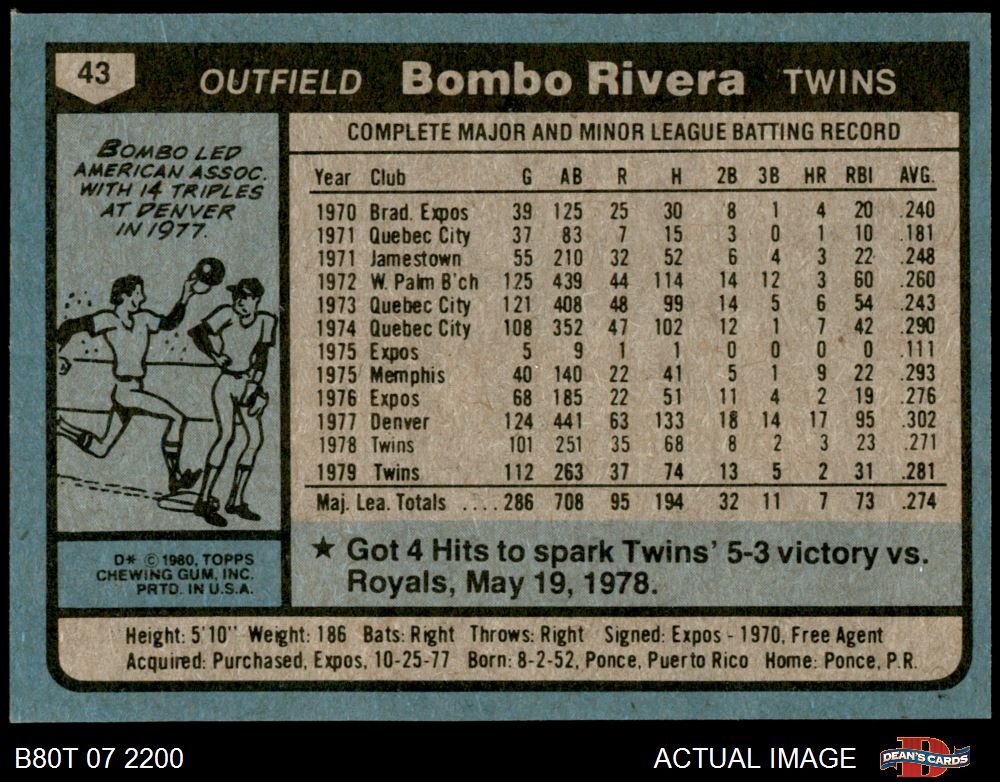 43
OUTFIELD Bombo Rivera TWINS
BOMBO LED
AMERICAN ASSOC.
WITH 14 TRIPLES
AT DENVER
IN 1977.
COMPLETE MAJOR AND MINOR LEAGUE BATTING RECORD
Year Club G AB R H 2B 3B HR RBI AVG.
1970 Brad. Expos 39 125 25 30 8 1 4 20 .240
1971 Quebec City 37 83 7 15 3 0 1 10 .181
1971 Jamestown 55 210 32 52 6 4 3 22 .248
1972 W. Palm B'ch 125 439 44 114 14 12 3 60 .260
1973 Quebec City 121 408 48 99 14 5 6 54 .243
1974 Quebec City 108 352 47 102 12 1 7 42 .290
1975 Expos 5 9 1 1 0 0 0 0 .111
1975 Memphis 40 140 22 41 5 1 9 22 .293
1976 Expos 68 185 22 51 11 4 2 19 .276
1977 Denver 124 441 63 133 18 14 17 95 .302
1978 Twins 101 251 35 68 8 2 3 23 .271
1979 Twins 112 263 37 74 13 5 2 31 .281
Maj. Lea. Totals ....286 708 95 194 32 11 7 73 .274
★ Got 4 Hits to spark Twins' 5-3 victory vs.
Royals, May 19, 1978.
D* © 1980, TOPPS
CHEWING GUM, INC.
PRTD. IN U.S.A.
Height: 5'10" Weight: 186 Bats: Right Throws: Right Signed: Expos - 1970, Free Agent
Acquired: Purchased, Expos, 10-25-77 Born: 8-2-52, Ponce, Puerto Rico Home: Ponce, P.R.
B80T 07 2200 ACTUAL IMAGE DEAN'S CARDS